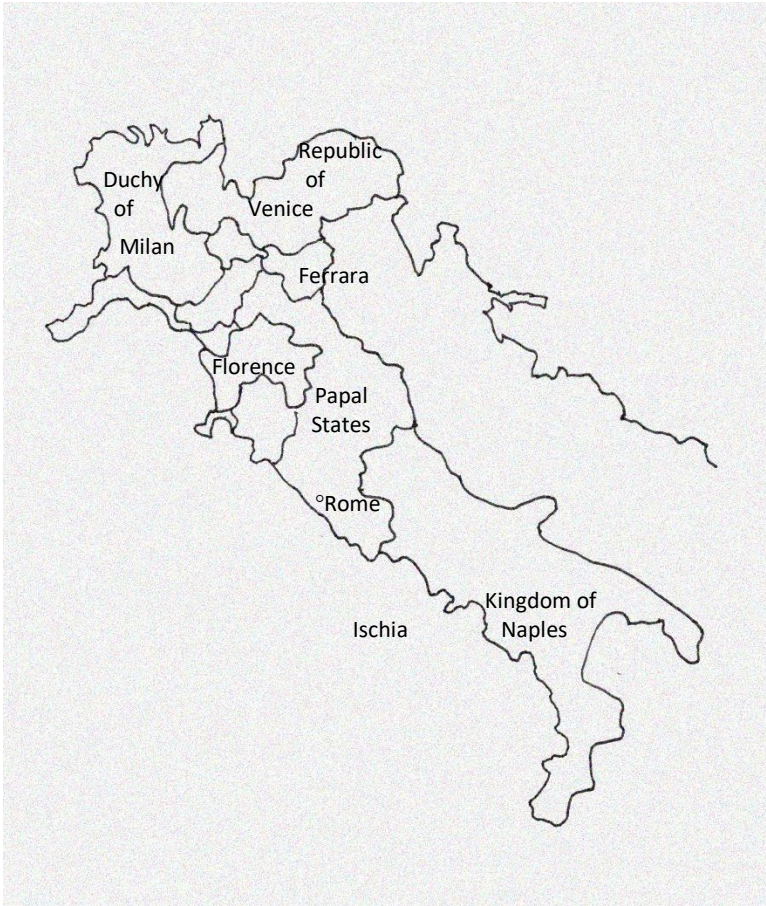 Republic
of
Venice
Duchy
of
Milan
Ferrara
Florence
Papal
States
°Rome
Kingdom of
Naples
Ischia